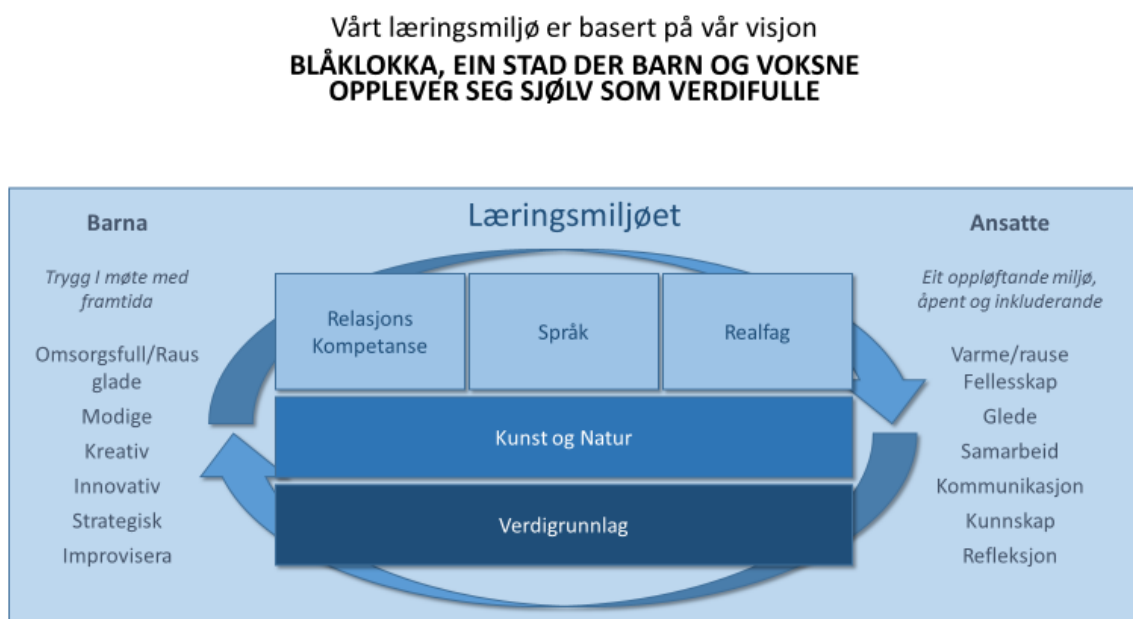 Vårt læringsmiljø er basert på vår visjon
BLÅKLOKKA, EIN STAD DER BARN OG VOKSNE
OPPLEVER SEG SJØLV SOM VERDIFULLE
Læringsmiljøet
Barna
Trygg I møte med
framtida
Omsorgsfull/Raus
glade
Modige
Kreativ
Innovativ
Strategisk
Improvisera
Relasjons
Kompetanse
Språk
Realfag
Kunst og Natur
Verdigrunnlag
Ansatte
Eit oppløftande miljø,
åpent og inkluderande
Varme/rause
Fellesskap
Glede
Samarbeid
Kommunikasjon
Kunnskap
Refleksjon